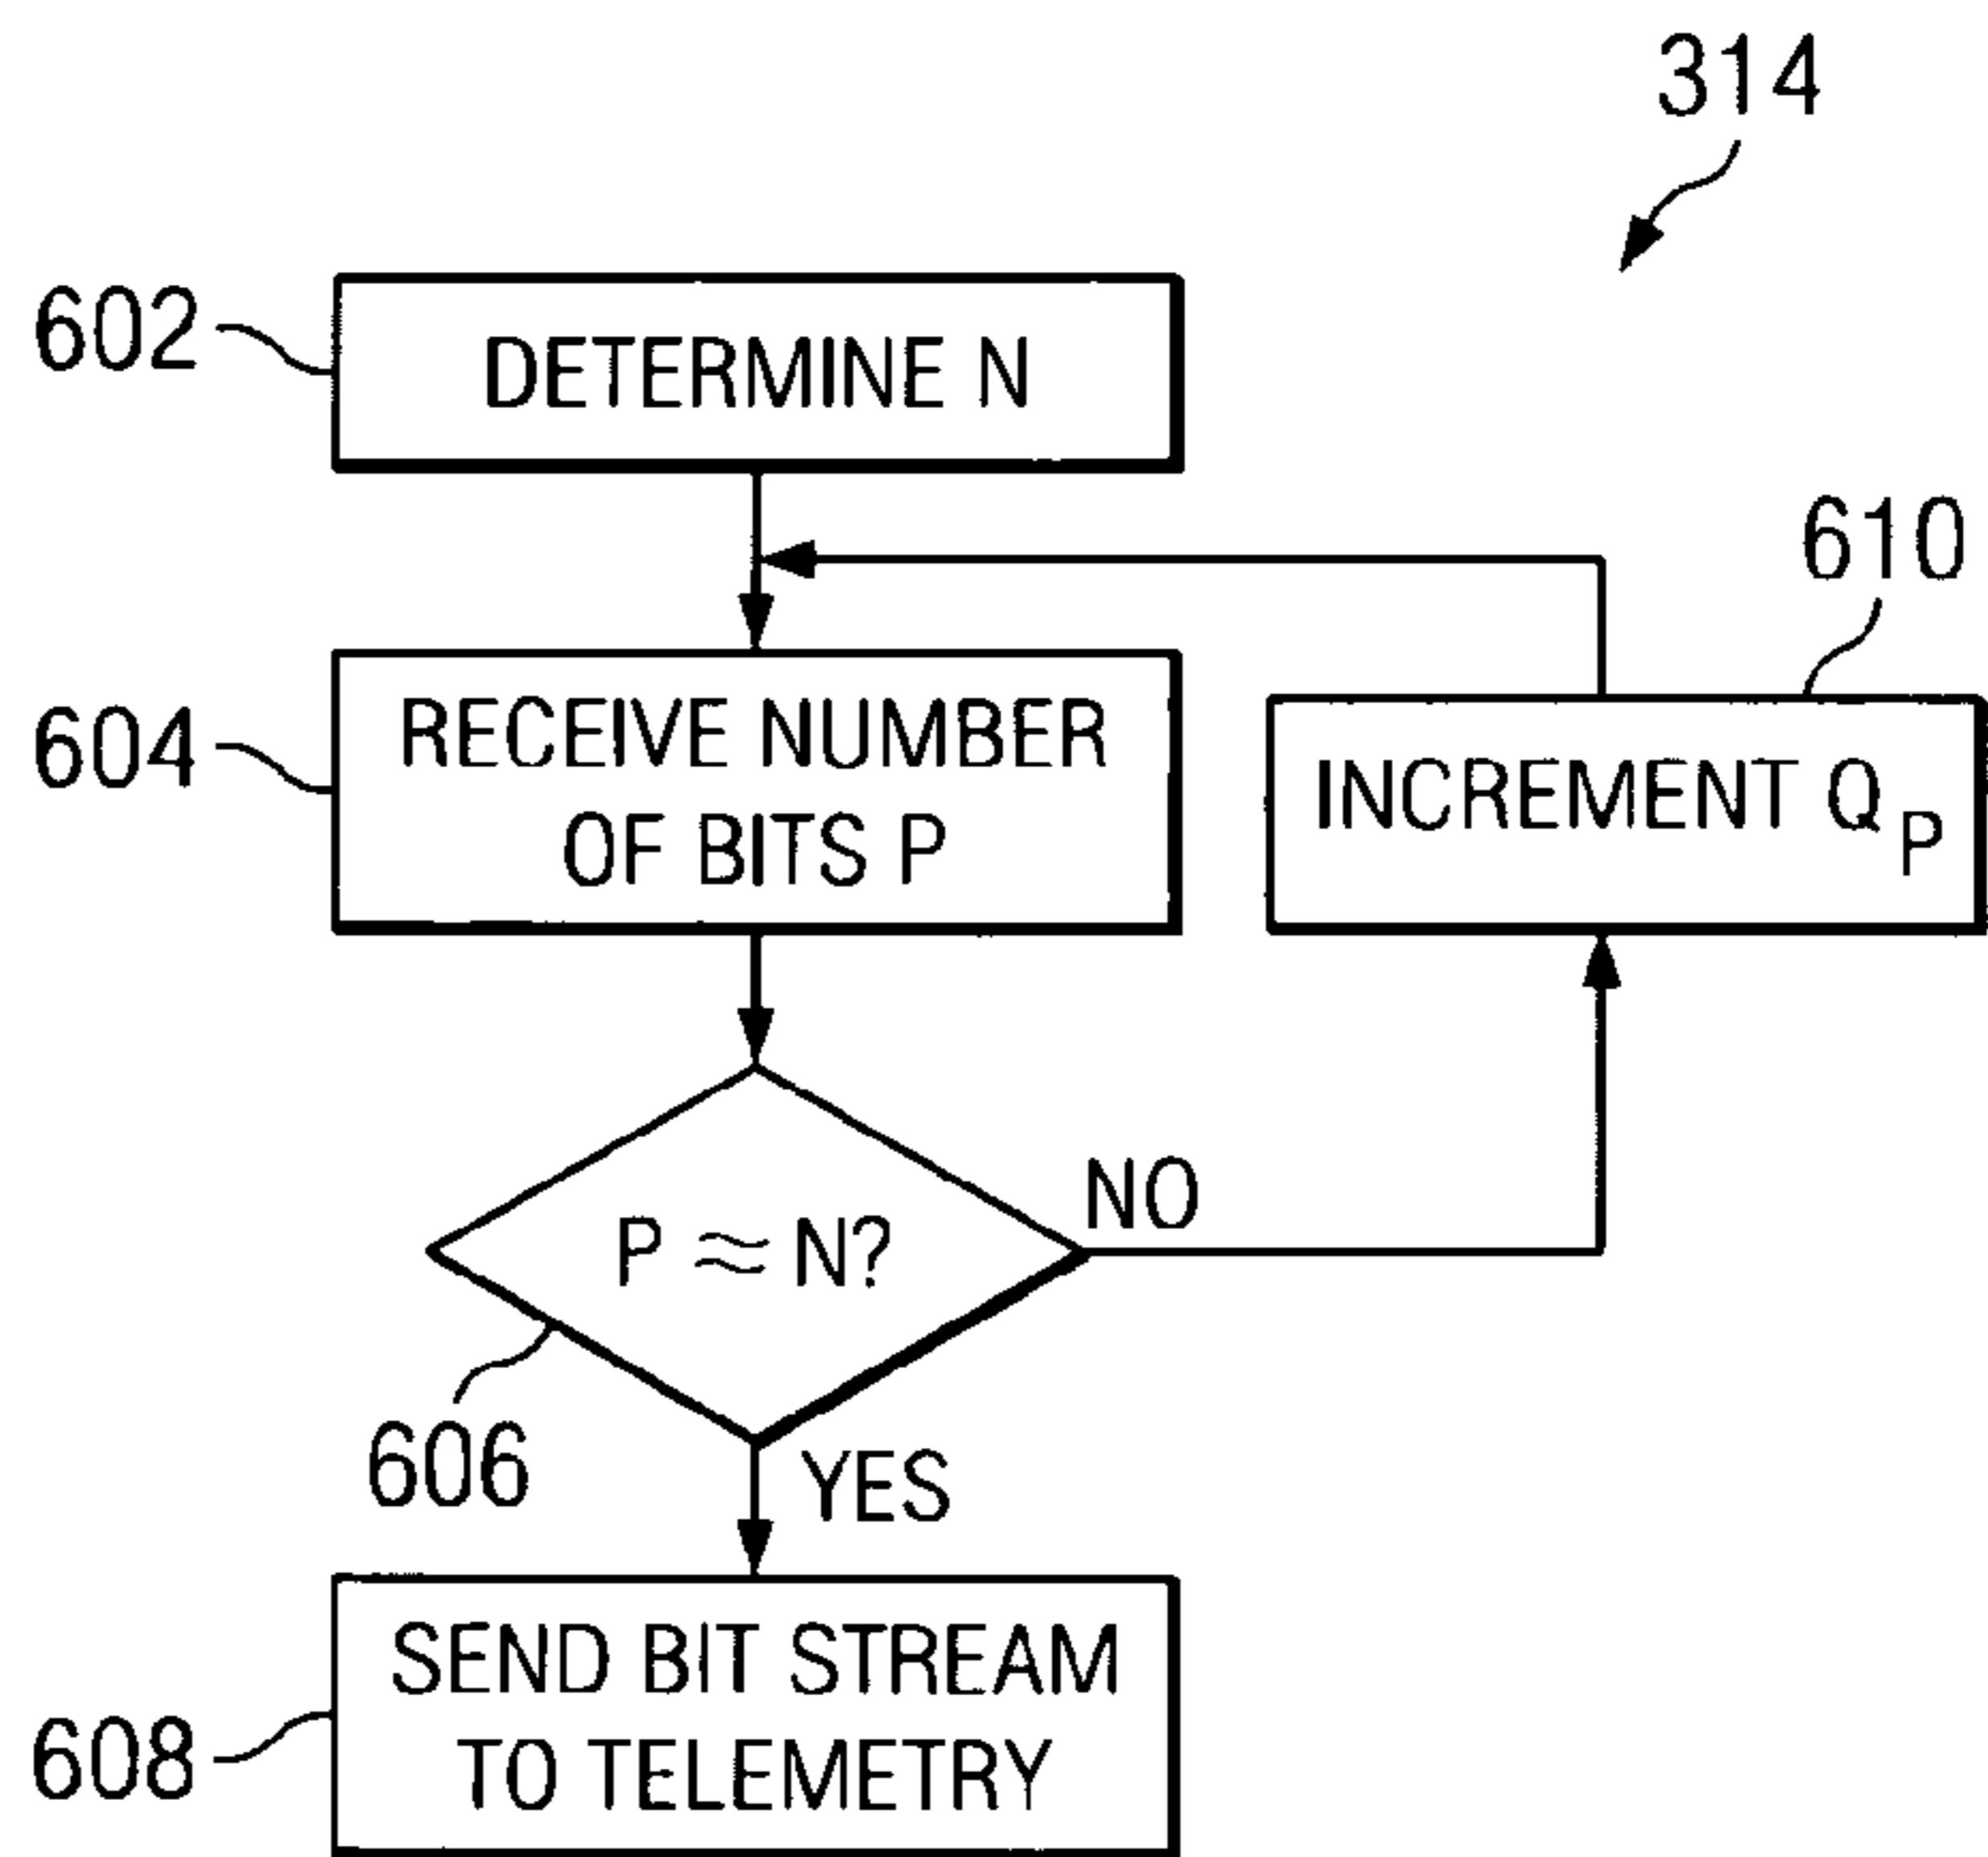 314
602
DETERMINE N
610
604
RECEIVE NUMBER
OF BITS P
INCREMENT QP
P ≈ N?
NO
606
YES
608
SEND BIT STREAM
TO TELEMETRY